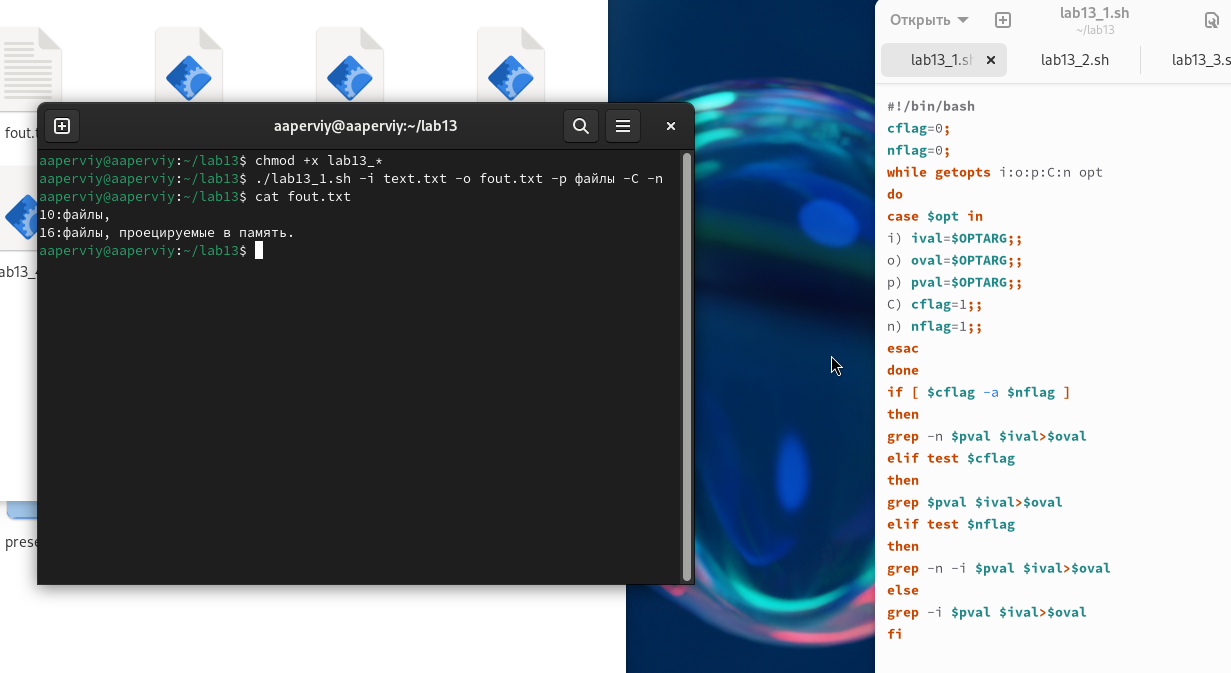 fout.t
ab13_4
prese
aaperviy@aaperviy:~/lab13
aaperviy@aaperviy:~/lab13$ chmod +x lab13_*
aaperviy@aaperviy:~/lab13$ ./lab13_1.sh -i text.txt -o fout.txt -p файлы -C -n
aaperviy@aaperviy:~/lab13$ cat fout.txt
10:файлы,
16:файлы, проецируемые в память.
aaperviy@aaperviy:~/lab13$
Открыть
lab13_1.sh
~/lab13
lab13_1.sh
lab13_2.sh
lab13_3.s
#!/bin/bash
cflag=0;
nflag=0;
while getopts i:o:p:C:n opt
do
case $opt in
i) ival=$OPTARG;;
o) oval=$OPTARG;;
p) pval=$OPTARG;;
C) cflag=1;;
n) nflag=1;;
esac
done
if [ $cflag -a $nflag ]
then
grep -n $pval $ival>$oval
elif test $cflag
then
grep $pval $ival>$oval
elif test $nflag
then
grep -n -i $pval $ival>$oval
else
grep -i $pval $ival>$oval
fi